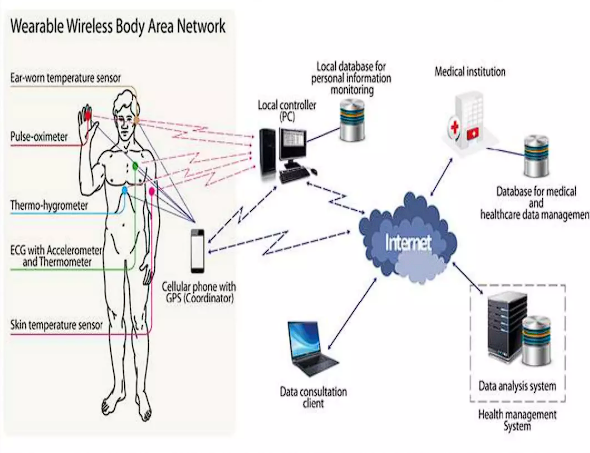 Wearable Wireless Body Area Network
Ear-worn temperature sensor
Pulse-oximeter
Thermo-hygrometer
ECG with Accelerometer
and Thermometer
Skin temperature sensor
Cellular phone with
GPS (Coordinator)
Local controller
(PC)
Local database for
personal information
monitoring
Medical institution
Database for medical
and
healthcare data managemen
Internet
Data consultation
client
Data analysis system
Health management
System